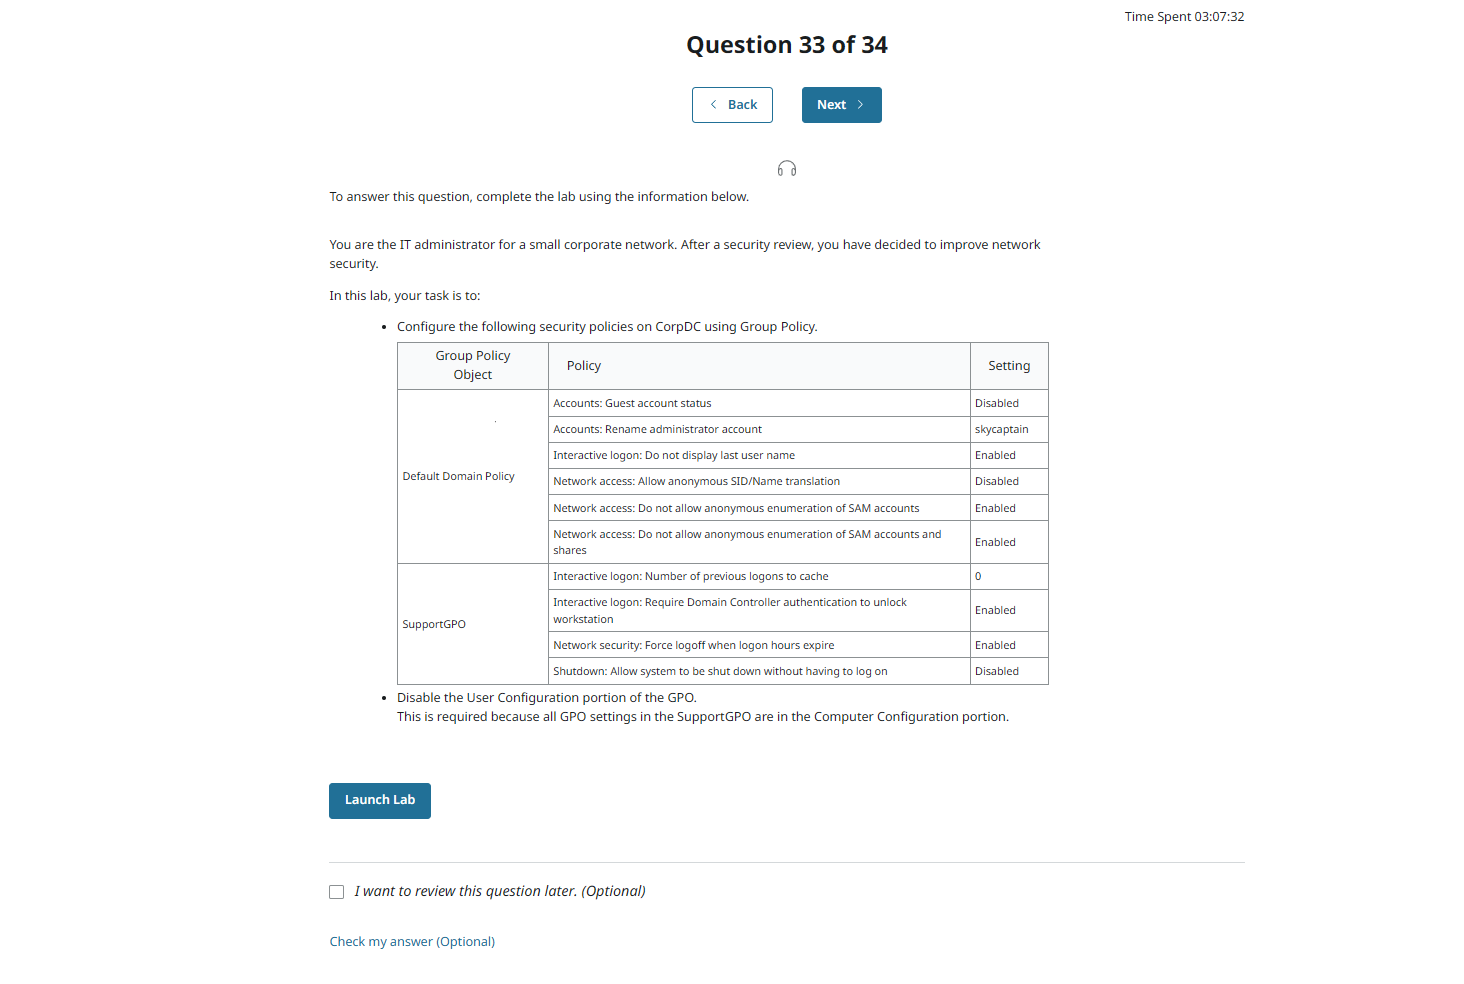 Time Spent 03:07:32
Question 33 of 34
Back
Next
To answer this question, complete the lab using the information below.
You are the IT administrator for a small corporate network. After a security review, you have decided to improve network
security.
In this lab, your task is to:
• Configure the following security policies on CorpDC using Group Policy.
Group Policy
Object
Policy
Setting
Default Domain Policy
Accounts: Guest account status
Disabled
Accounts: Rename administrator account
skycaptain
Interactive logon: Do not display last user name
Enabled
Network access: Allow anonymous SID/Name translation
Disabled
Network access: Do not allow anonymous enumeration of SAM accounts
Enabled
Network access: Do not allow anonymous enumeration of SAM accounts and
shares
Enabled
SupportGPO
Interactive logon: Number of previous logons to cache
0
Interactive logon: Require Domain Controller authentication to unlock
workstation
Enabled
Network security: Force logoff when logon hours expire
Enabled
Shutdown: Allow system to be shut down without having to log on
Disabled
• Disable the User Configuration portion of the GPO.
This is required because all GPO settings in the SupportGPO are in the Computer Configuration portion.
Launch Lab
I want to review this question later. (Optional)
Check my answer (Optional)